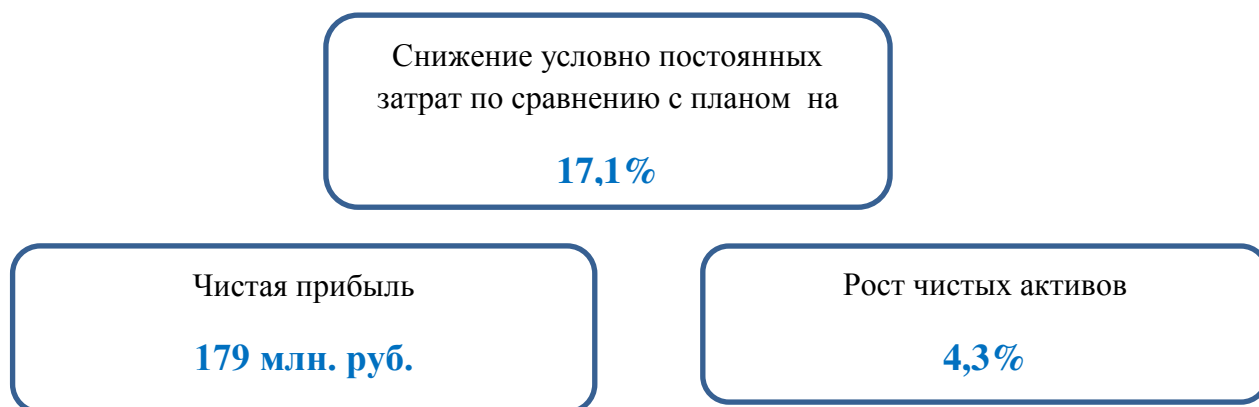 Снижение условно постоянных
затрат по сравнению с планом на
17,1%
Чистая прибыль
179 млн. руб.
Рост чистых активов
4,3%